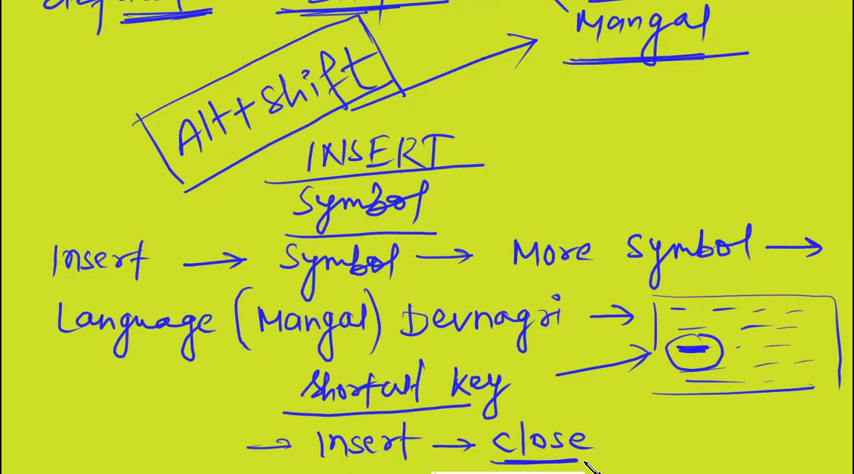 Mangal
Alt+shift
INSERT
Symbol
Insert → Symbol → More Symbol →
Language (Mangal) Devnagri →
Shortcut key
→ Insert → close